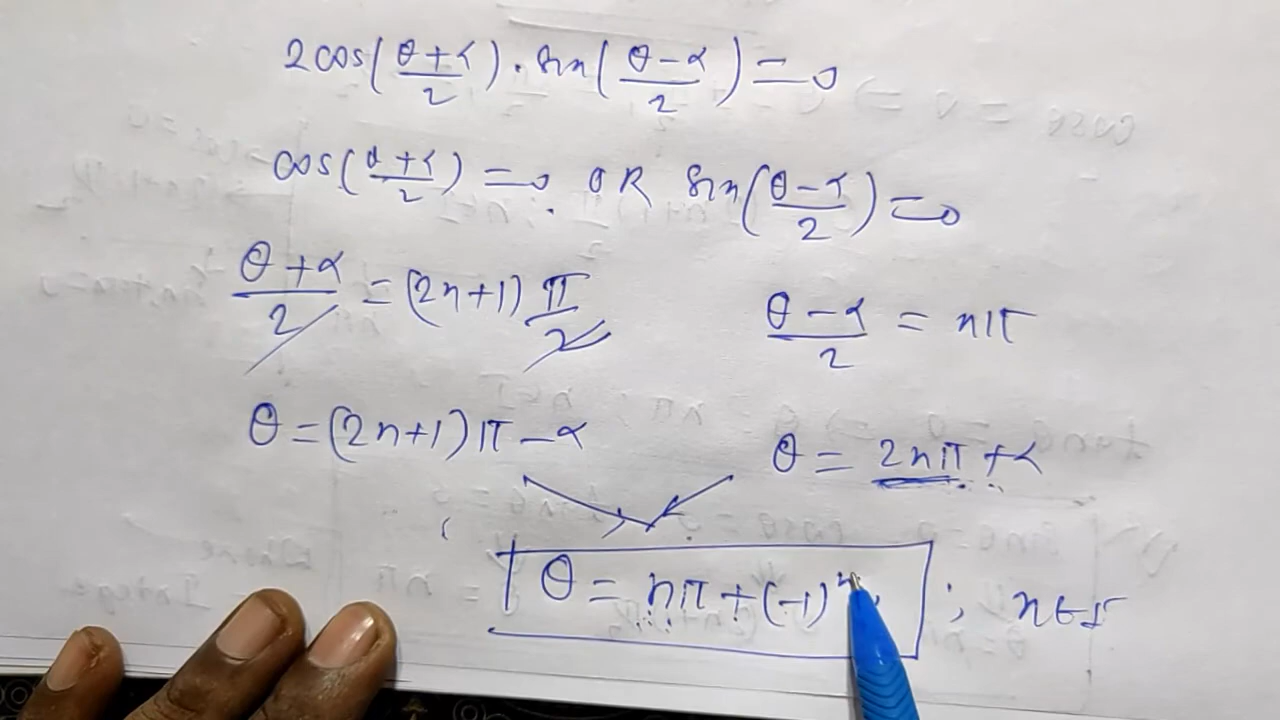 2cos((θ+α)/2) · sin((θ-α)/2) = 0
cos((θ+α)/2) = 0. OR sin((θ-α)/2) = 0
(θ+α)/2 = (2n+1) π/2
(θ-α)/2 = nπ
θ = (2n+1)π - α
θ = 2nπ + α
θ = nπ + (-1)ⁿ
; n ∈ I